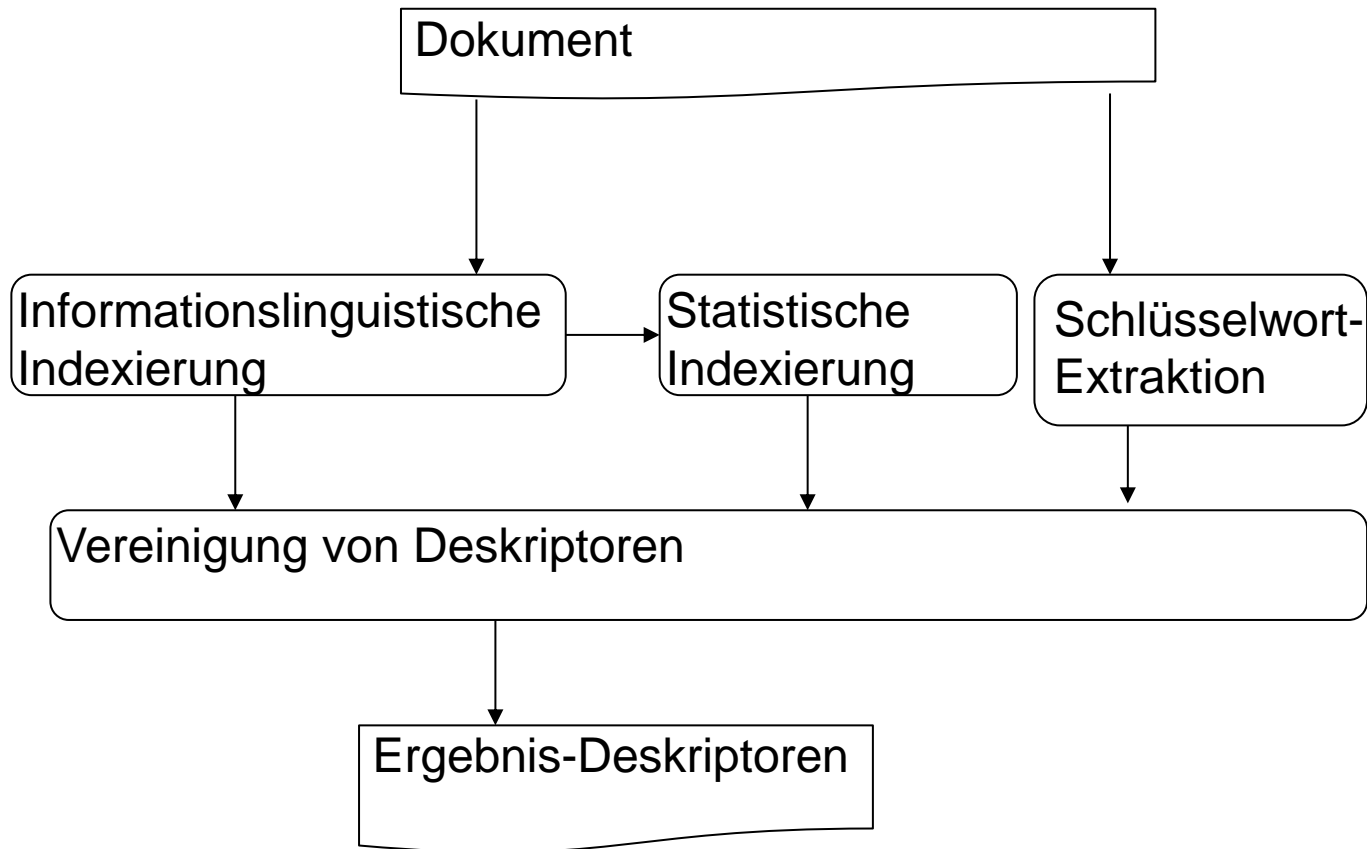 Dokument
Informationslinguistische
Indexierung
Statistische
Indexierung
Schlüsselwort-
Extraktion
Vereinigung von Deskriptoren
Ergebnis-Deskriptoren